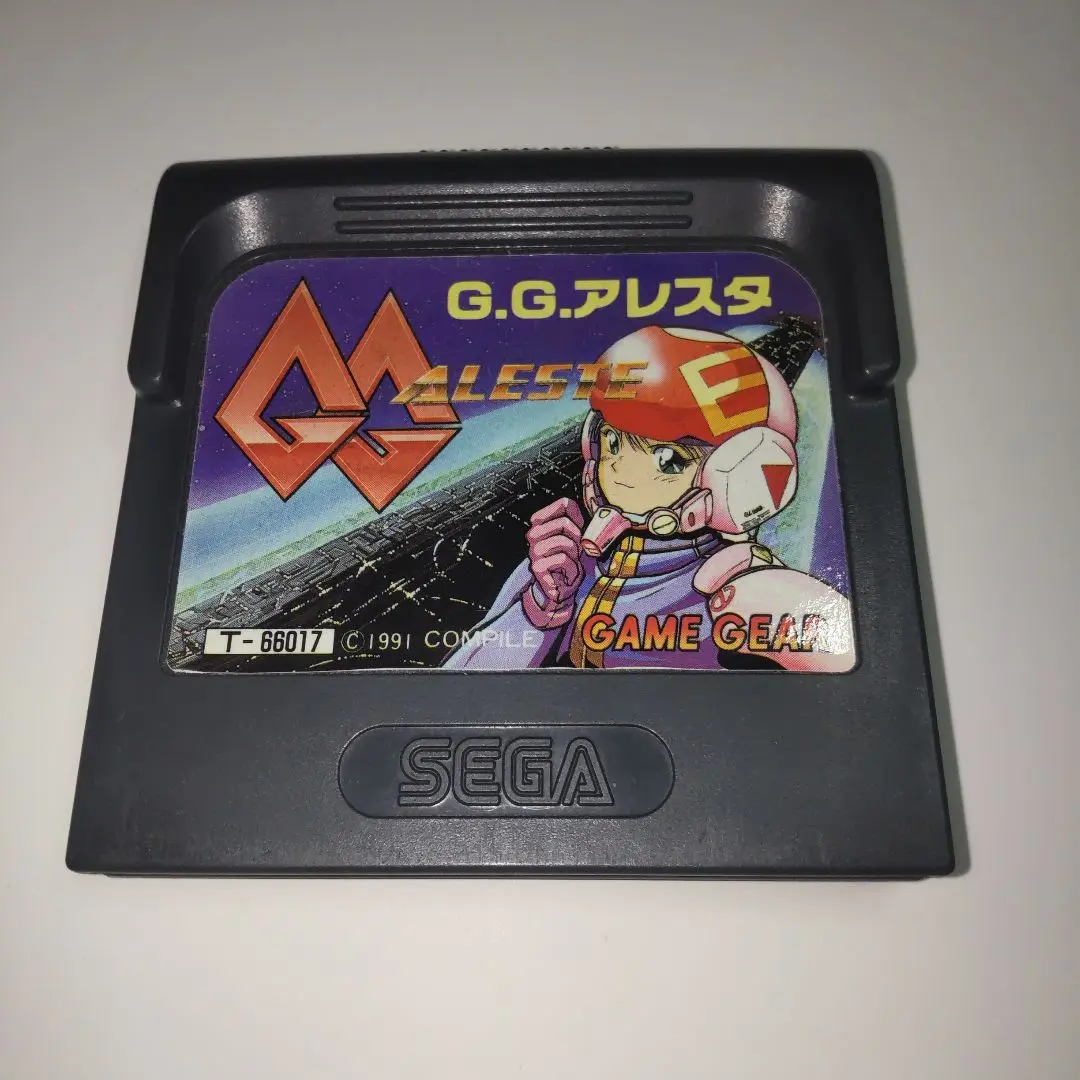 G.G.アレスタ
GG ALESTE
E
T-66017 ©1991 COMPILE GAME GEAR
SEGA